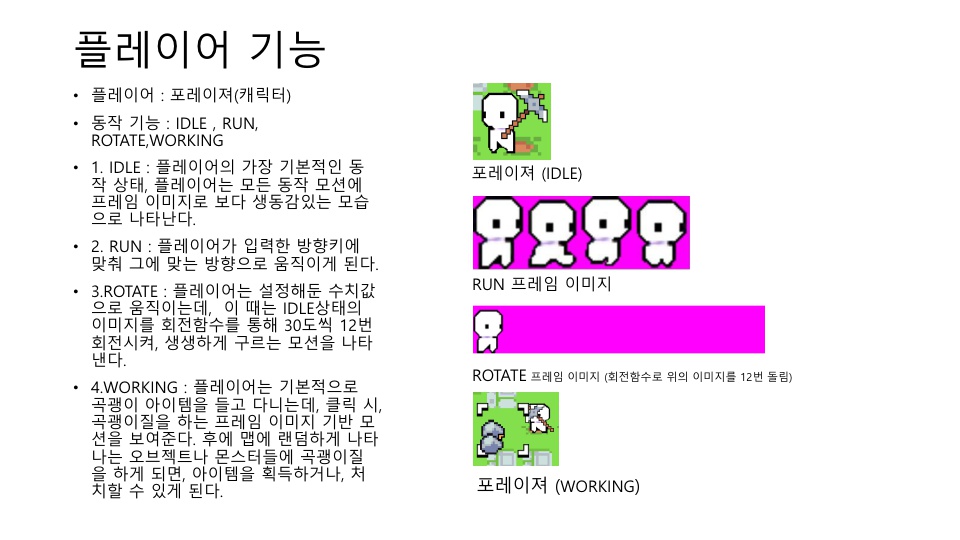 플레이어 기능
• 플레이어 : 포레이져(캐릭터)
• 동작 기능 : IDLE , RUN,
ROTATE,WORKING
• 1. IDLE : 플레이어의 가장 기본적인 동
작 상태, 플레이어는 모든 동작 모션에
프레임 이미지로 보다 생동감있는 모습
으로 나타난다.
• 2. RUN : 플레이어가 입력한 방향키에
맞춰 그에 맞는 방향으로 움직이게 된다.
• 3.ROTATE : 플레이어는 설정해둔 수치값
으로 움직이는데,  이 때는 IDLE상태의
이미지를 회전함수를 통해 30도씩 12번
회전시켜, 생생하게 구르는 모션을 나타
낸다.
• 4.WORKING : 플레이어는 기본적으로
곡괭이 아이템을 들고 다니는데, 클릭 시,
곡괭이질을 하는 프레임 이미지 기반 모
션을 보여준다. 후에 맵에 랜덤하게 나타
나는 오브젝트나 몬스터들에 곡괭이질
을 하게 되면, 아이템을 획득하거나, 처
치할 수 있게 된다.
포레이져 (IDLE)
RUN 프레임 이미지
ROTATE 프레임 이미지 (회전함수로 위의 이미지를 12번 돌림)
포레이져 (WORKING)